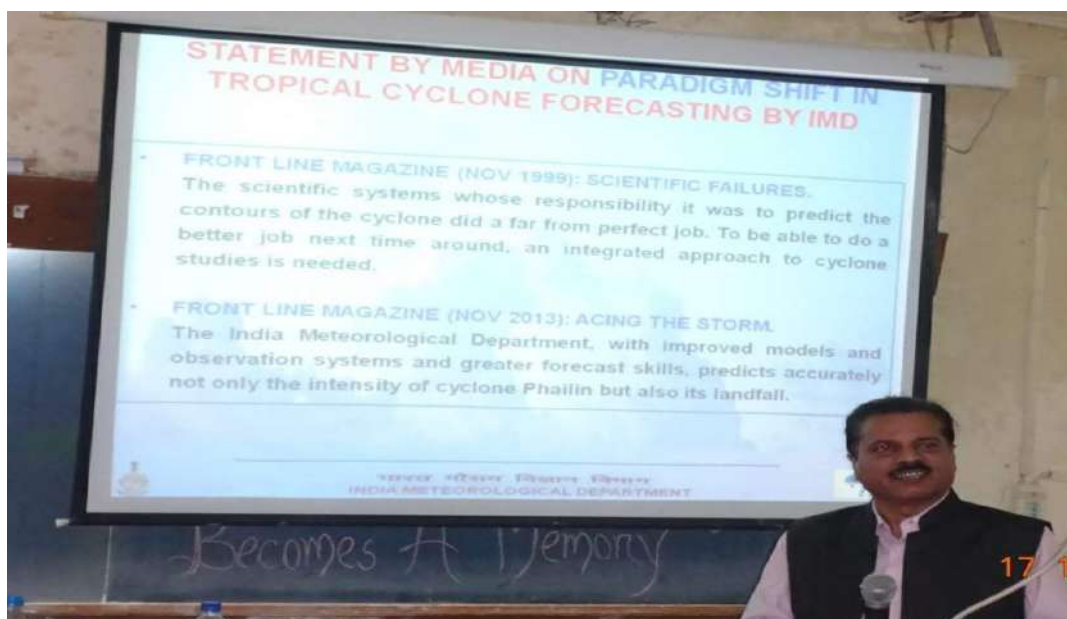 STATEMENT BY MEDIA ON PARADIGM SHIFT IN
TROPICAL CYCLONE FORECASTING BY IMD
• FRONT LINE MAGAZINE (NOV 1999): SCIENTIFIC FAILURES.
The scientific systems whose responsibility it was to predict the
contours of the cyclone did a far from perfect job. To be able to do a
better job next time around, an integrated approach to cyclone
studies is needed.
• FRONT LINE MAGAZINE (NOV 2013): ACING THE STORM.
The India Meteorological Department, with improved models and
observation systems and greater forecast skills, predicts accurately
not only the intensity of cyclone Phailin but also its landfall.
भारत मौसम विज्ञान विभाग
INDIA METEOROLOGICAL DEPARTMENT
Becomes A Memory
17